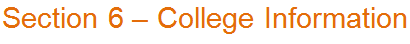 Section 6 – College Information